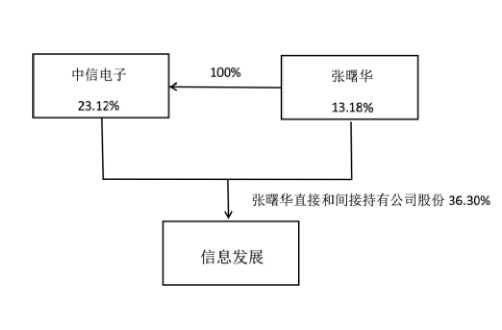 中信电子
23.12%
100%
张曙华
13.18%
张曙华直接和间接持有公司股份 36.30%
信息发展